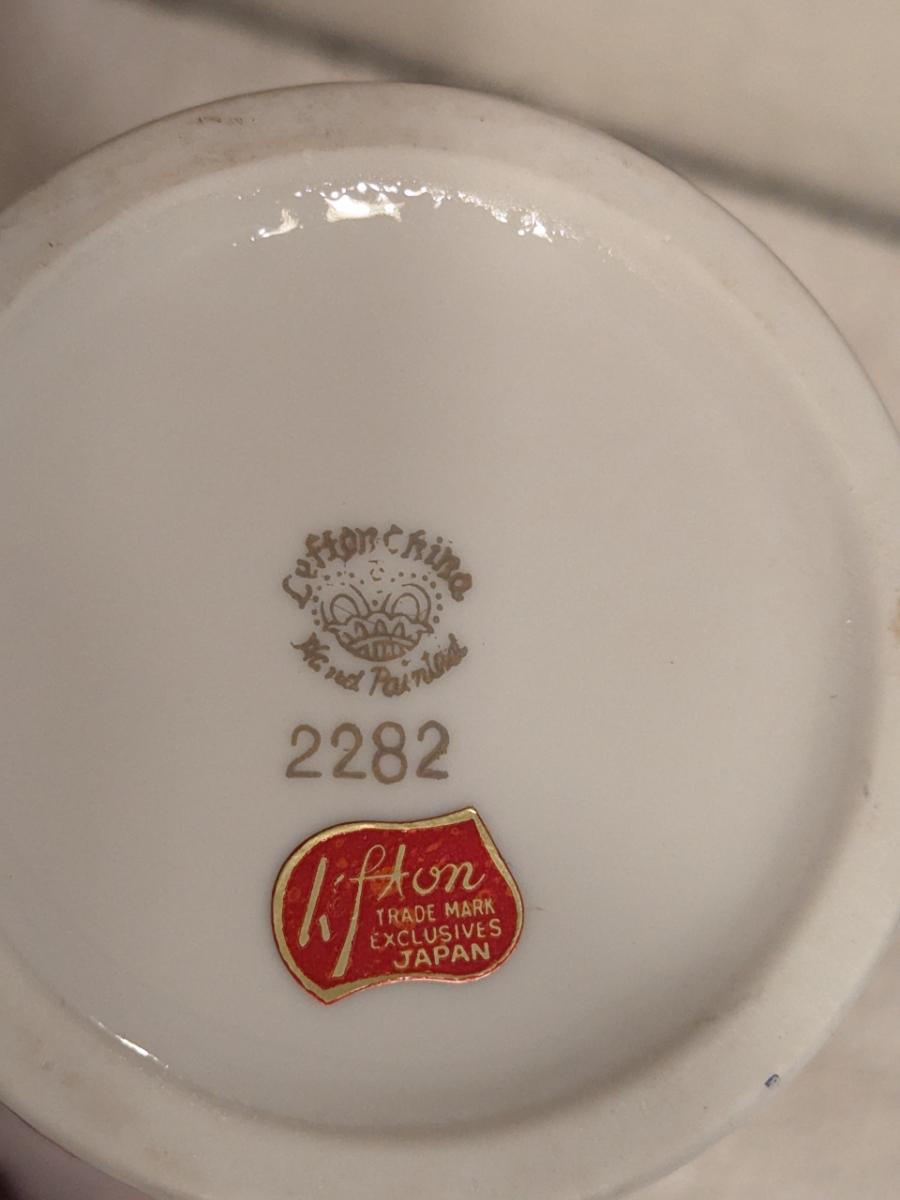 Lefton China
Hand Painted
2282
Lefton
TRADE MARK
EXCLUSIVES
JAPAN